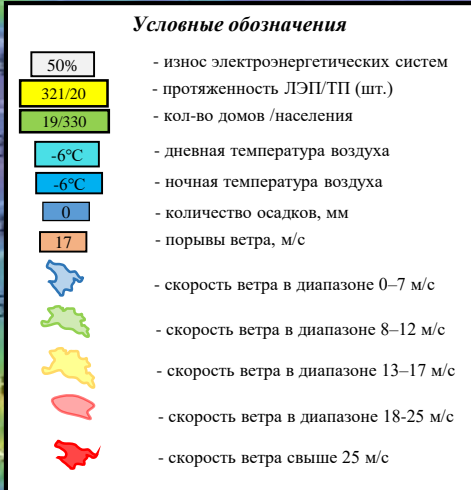 Условные обозначения
50% - износ электроэнергетических систем
321/20 - протяженность ЛЭП/ТП (шт.)
19/330 - кол-во домов /населения
-6°С - дневная температура воздуха
-6°С - ночная температура воздуха
0 - количество осадков, мм
17 - порывы ветра, м/с
- скорость ветра в диапазоне 0–7 м/с
- скорость ветра в диапазоне 8–12 м/с
- скорость ветра в диапазоне 13–17 м/с
- скорость ветра в диапазоне 18-25 м/с
- скорость ветра свыше 25 м/с